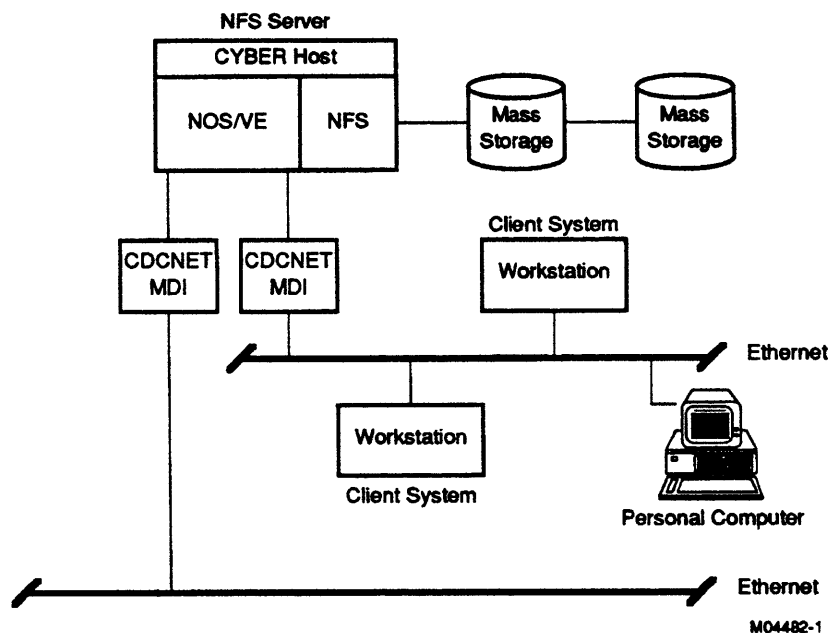 NFS Server
CYBER Host
NOS/VE
NFS
Mass
Storage
Mass
Storage
CDCNET
MDI
CDCNET
MDI
Client System
Workstation
Ethernet
Workstation
Client System
Personal Computer
Ethernet
M04482-1